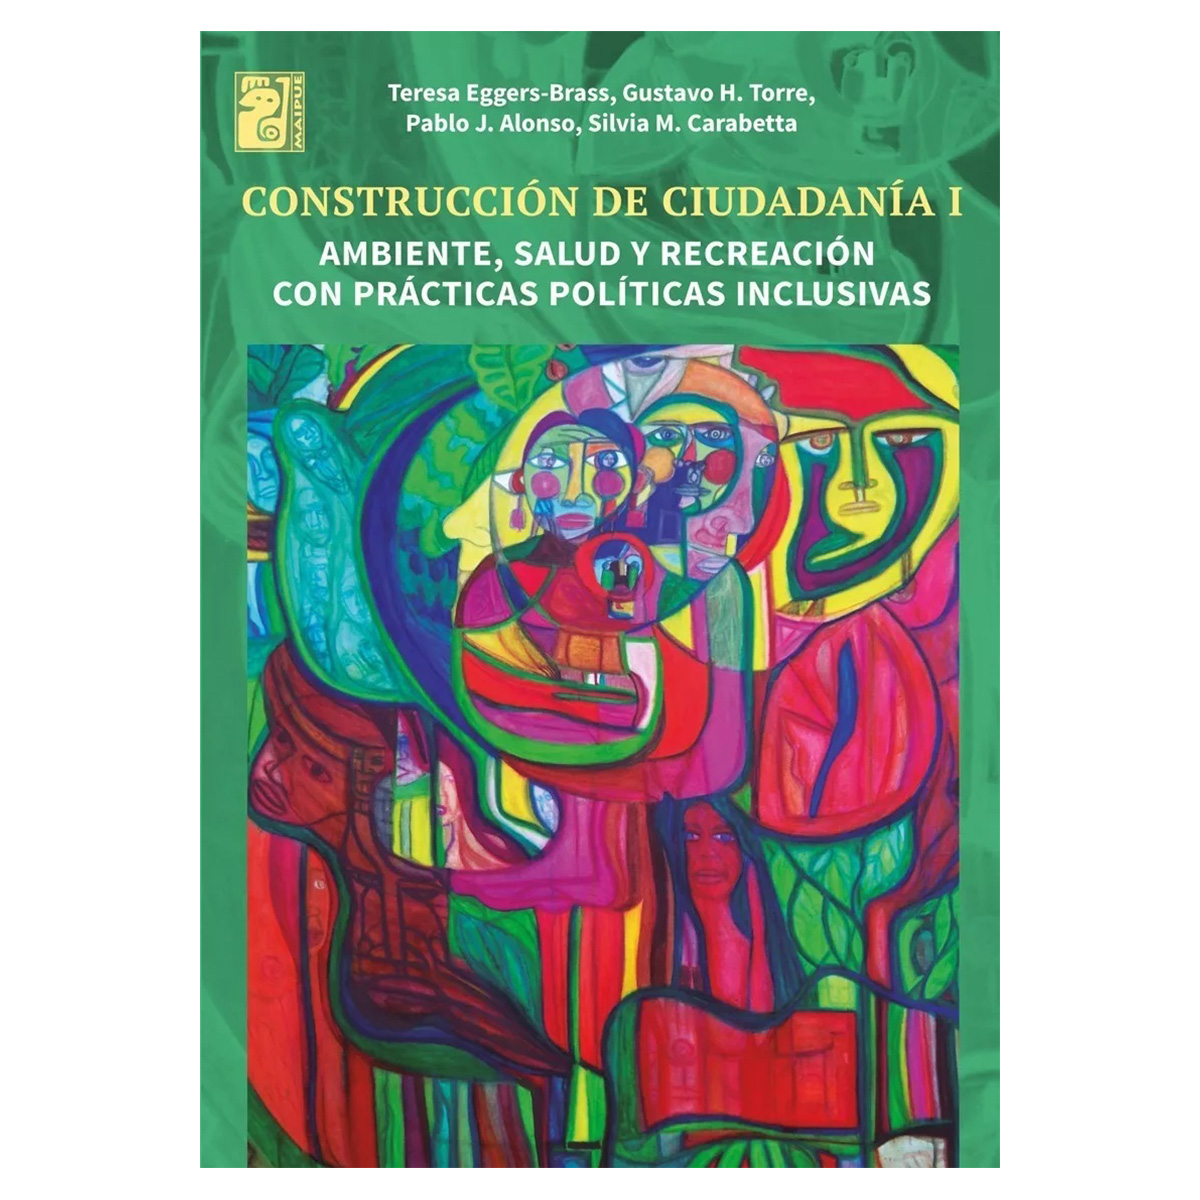 MAIPUE
Teresa Eggers-Brass, Gustavo H. Torre,
Pablo J. Alonso, Silvia M. Carabetta
CONSTRUCCIÓN DE CIUDADANÍA I
AMBIENTE, SALUD Y RECREACIÓN
CON PRÁCTICAS POLÍTICAS INCLUSIVAS